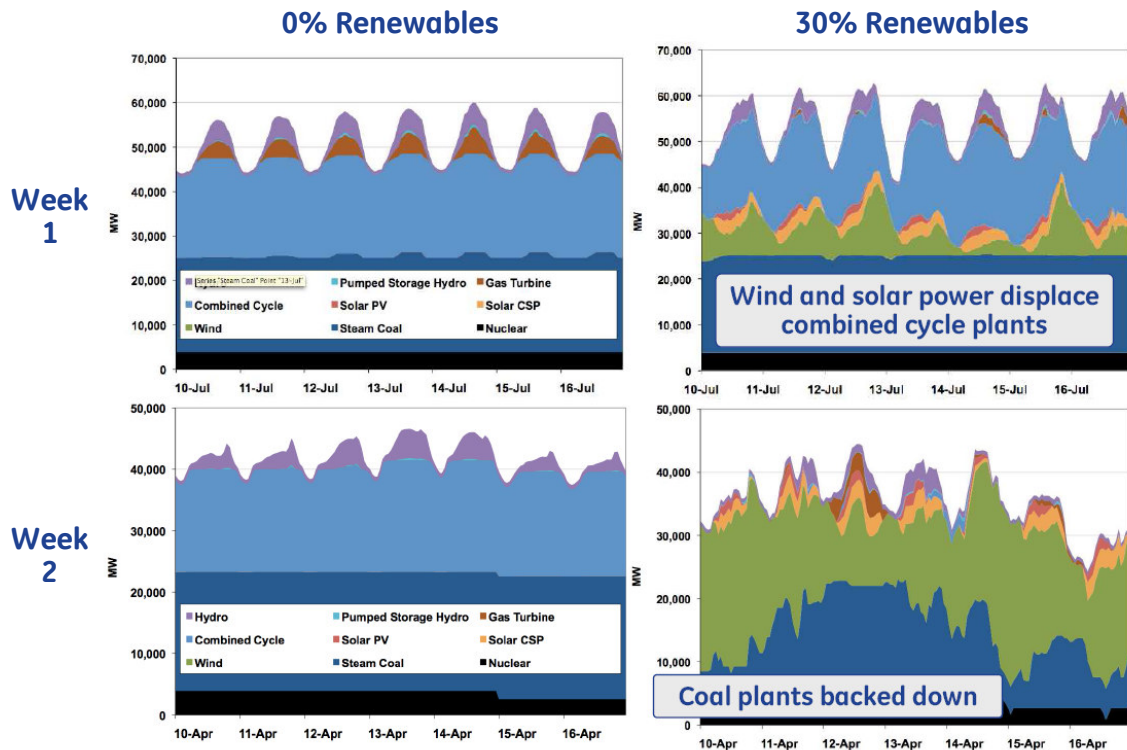 0% Renewables
30% Renewables
Week
1
MW
70,000
60,000
50,000
40,000
30,000
20,000
10,000
0
Series "Steam Coal" Point "13-Jul"
Pumped Storage Hydro
Gas Turbine
Combined Cycle
Solar PV
Solar CSP
Wind
Steam Coal
Nuclear
10-Jul 11-Jul 12-Jul 13-Jul 14-Jul 15-Jul 16-Jul
MW
70,000
60,000
50,000
40,000
30,000
20,000
10,000
0
Wind and solar power displace
combined cycle plants
10-Jul 11-Jul 12-Jul 13-Jul 14-Jul 15-Jul 16-Jul
Week
2
MW
50,000
40,000
30,000
20,000
10,000
0
Hydro
Pumped Storage Hydro
Gas Turbine
Combined Cycle
Solar PV
Solar CSP
Wind
Steam Coal
Nuclear
10-Apr 11-Apr 12-Apr 13-Apr 14-Apr 15-Apr 16-Apr
MW
50,000
40,000
30,000
20,000
10,000
0
Coal plants backed down
10-Apr 11-Apr 12-Apr 13-Apr 14-Apr 15-Apr 16-Apr